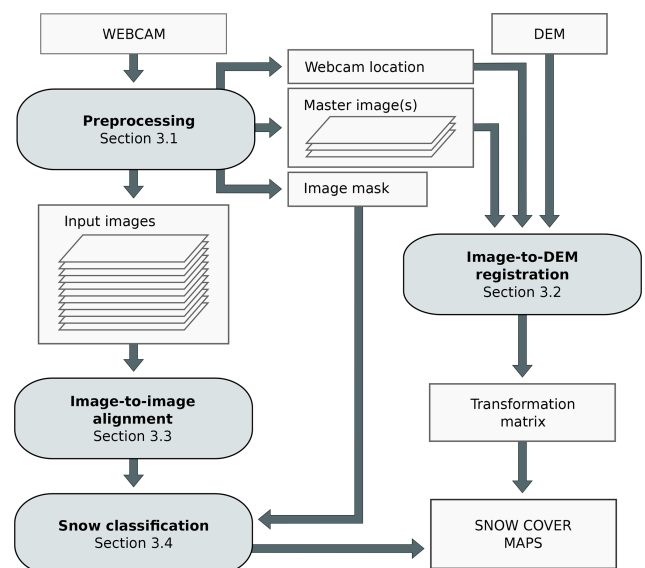 WEBCAM
DEM
Webcam location
Master image(s)
Preprocessing
Section 3.1
Image mask
Input images
Image-to-DEM
registration
Section 3.2
Image-to-image
alignment
Section 3.3
Transformation
matrix
Snow classification
Section 3.4
SNOW COVER
MAPS